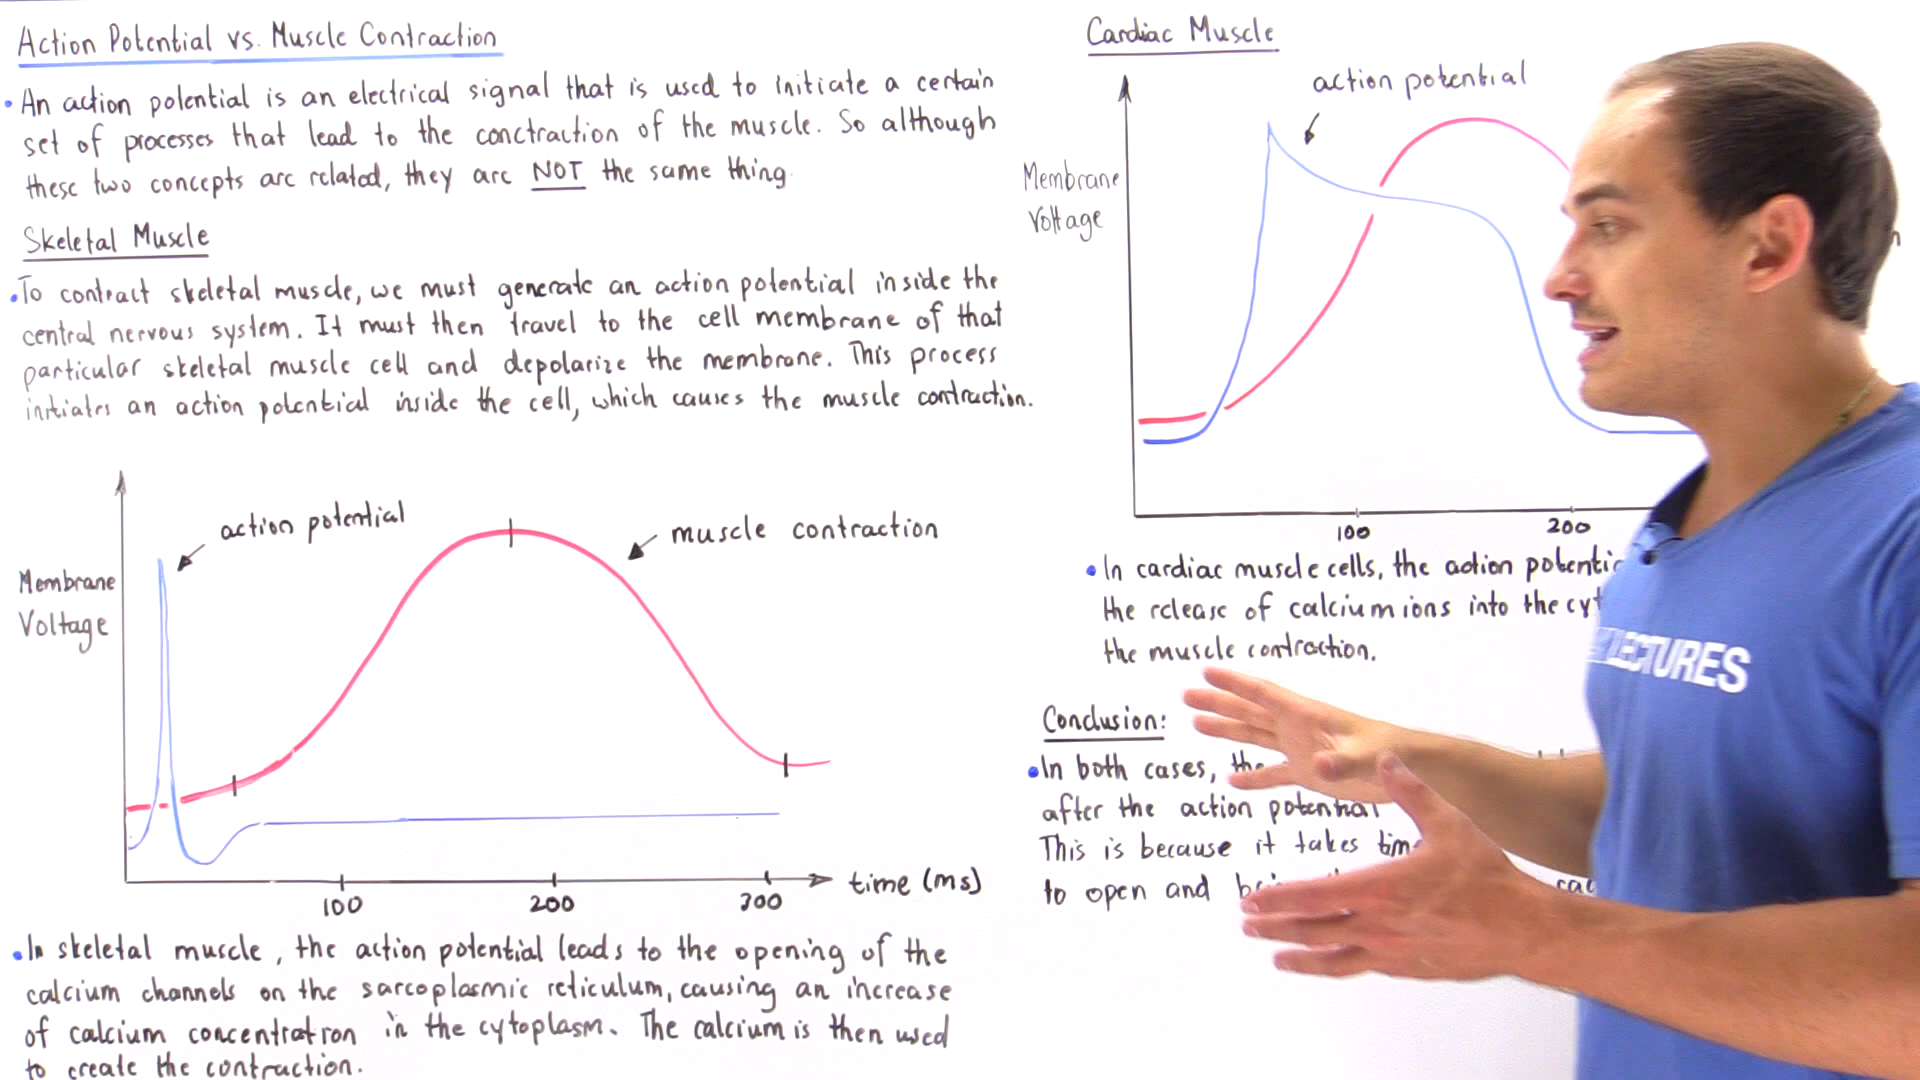 Action Potential vs. Muscle Contraction
• An action potential is an electrical signal that is used to initiate a certain
set of processes that lead to the conctraction of the muscle. So although
these two concepts are related, they are NOT the same thing.
Skeletal Muscle
• To contract skeletal muscle, we must generate an action potential inside the
central nervous system. It must then travel to the cell membrane of that
particular skeletal muscle cell and depolarize the membrane. This process
initiates an action potential inside the cell, which causes the muscle contraction.
action potential
muscle contraction
Membrane
Voltage
100
200
300
time (ms)
• In skeletal muscle, the action potential leads to the opening of the
calcium channels on the sarcoplasmic reticulum, causing an increase
of calcium concentration in the cytoplasm. The calcium is then used
to create the contraction.
Cardiac Muscle
action potential
Membrane
Voltage
100
200
• In cardiac muscle cells, the action
the release of calcium ions into the
the muscle contraction.
Conclusion:
• In both cases, the
after the action potential
This is because it takes
to open and
LECTURES